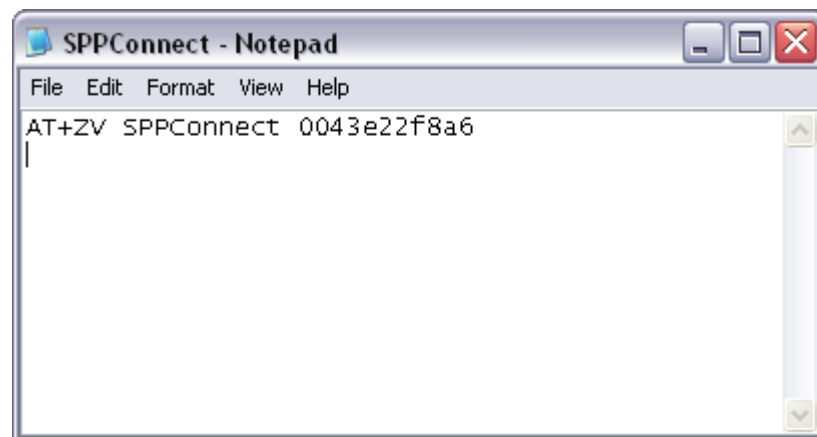 SPPConnect - Notepad
File Edit Format View Help
AT+ZV SPPConnect 0043e22f8a6